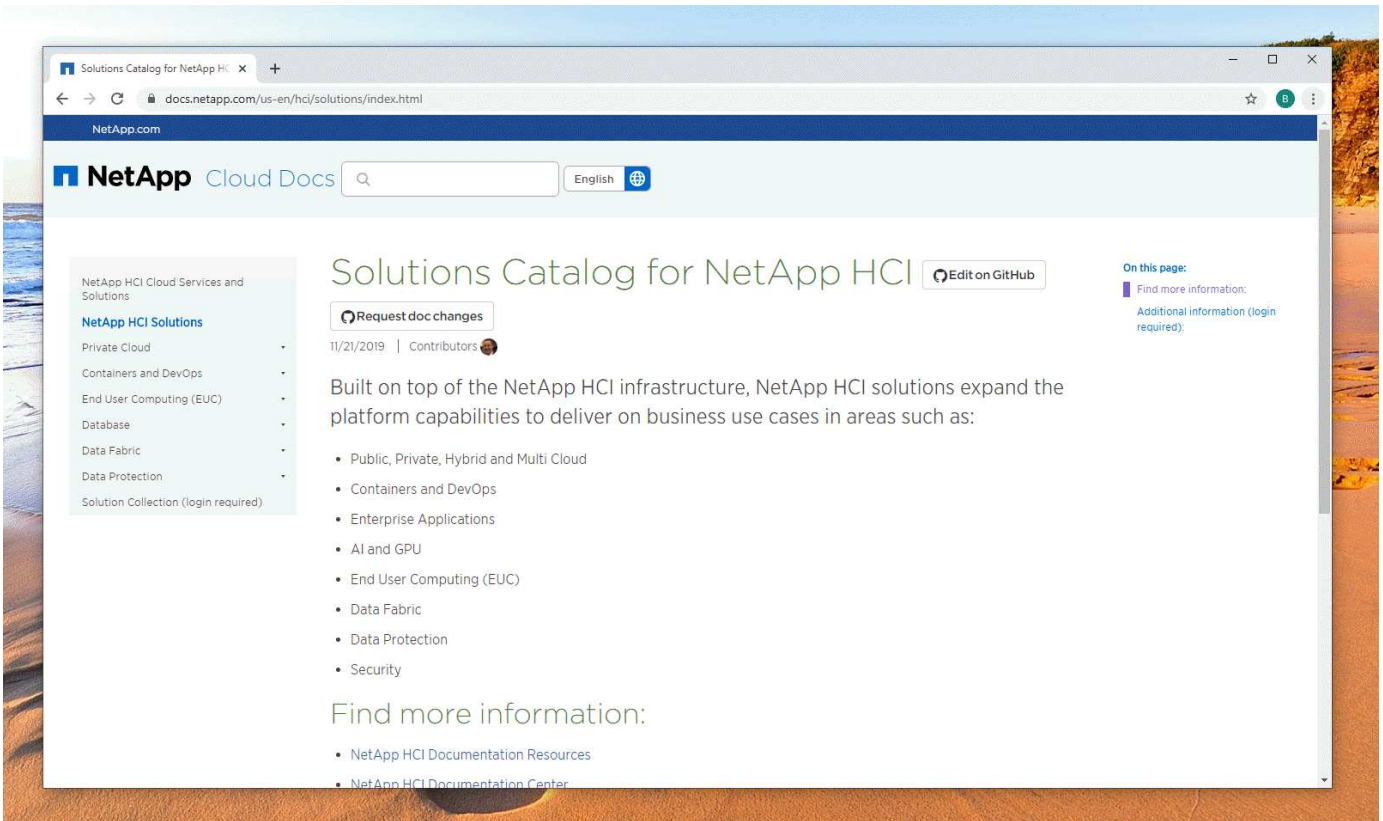 Solutions Catalog for NetApp HC
docs.netapp.com/us-en/hci/solutions/index.html
B
NetApp.com
NetApp Cloud Docs
English
NetApp HCI Cloud Services and
Solutions
NetApp HCI Solutions
Private Cloud
Containers and DevOps
End User Computing (EUC)
Database
Data Fabric
Data Protection
Solution Collection (login required)
Solutions Catalog for NetApp HCI
Edit on GitHub
Request doc changes
11/21/2019 | Contributors
Built on top of the NetApp HCI infrastructure, NetApp HCI solutions expand the
platform capabilities to deliver on business use cases in areas such as:
• Public, Private, Hybrid and Multi Cloud
• Containers and DevOps
• Enterprise Applications
• AI and GPU
• End User Computing (EUC)
• Data Fabric
• Data Protection
• Security
Find more information:
• NetApp HCI Documentation Resources
• NetApp HCI Documentation Center
On this page:
Find more information:
Additional information (login
required):